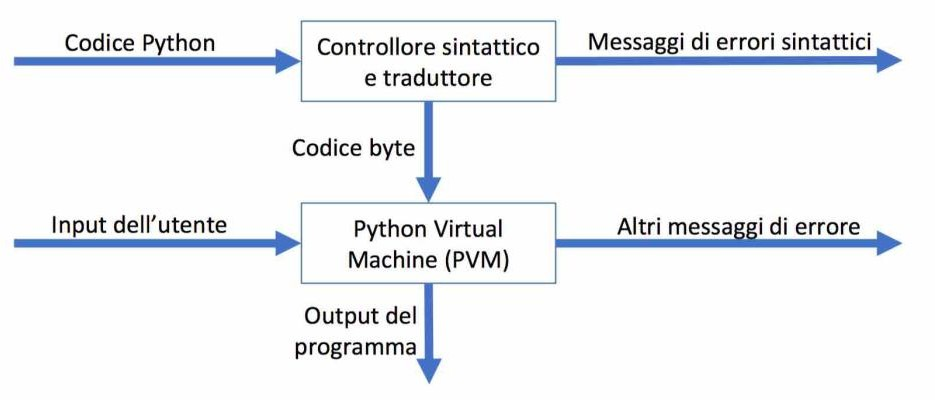 Codice Python
Controllore sintattico
e traduttore
Messaggi di errori sintattici
Codice byte
Input dell’utente
Python Virtual
Machine (PVM)
Altri messaggi di errore
Output del
programma